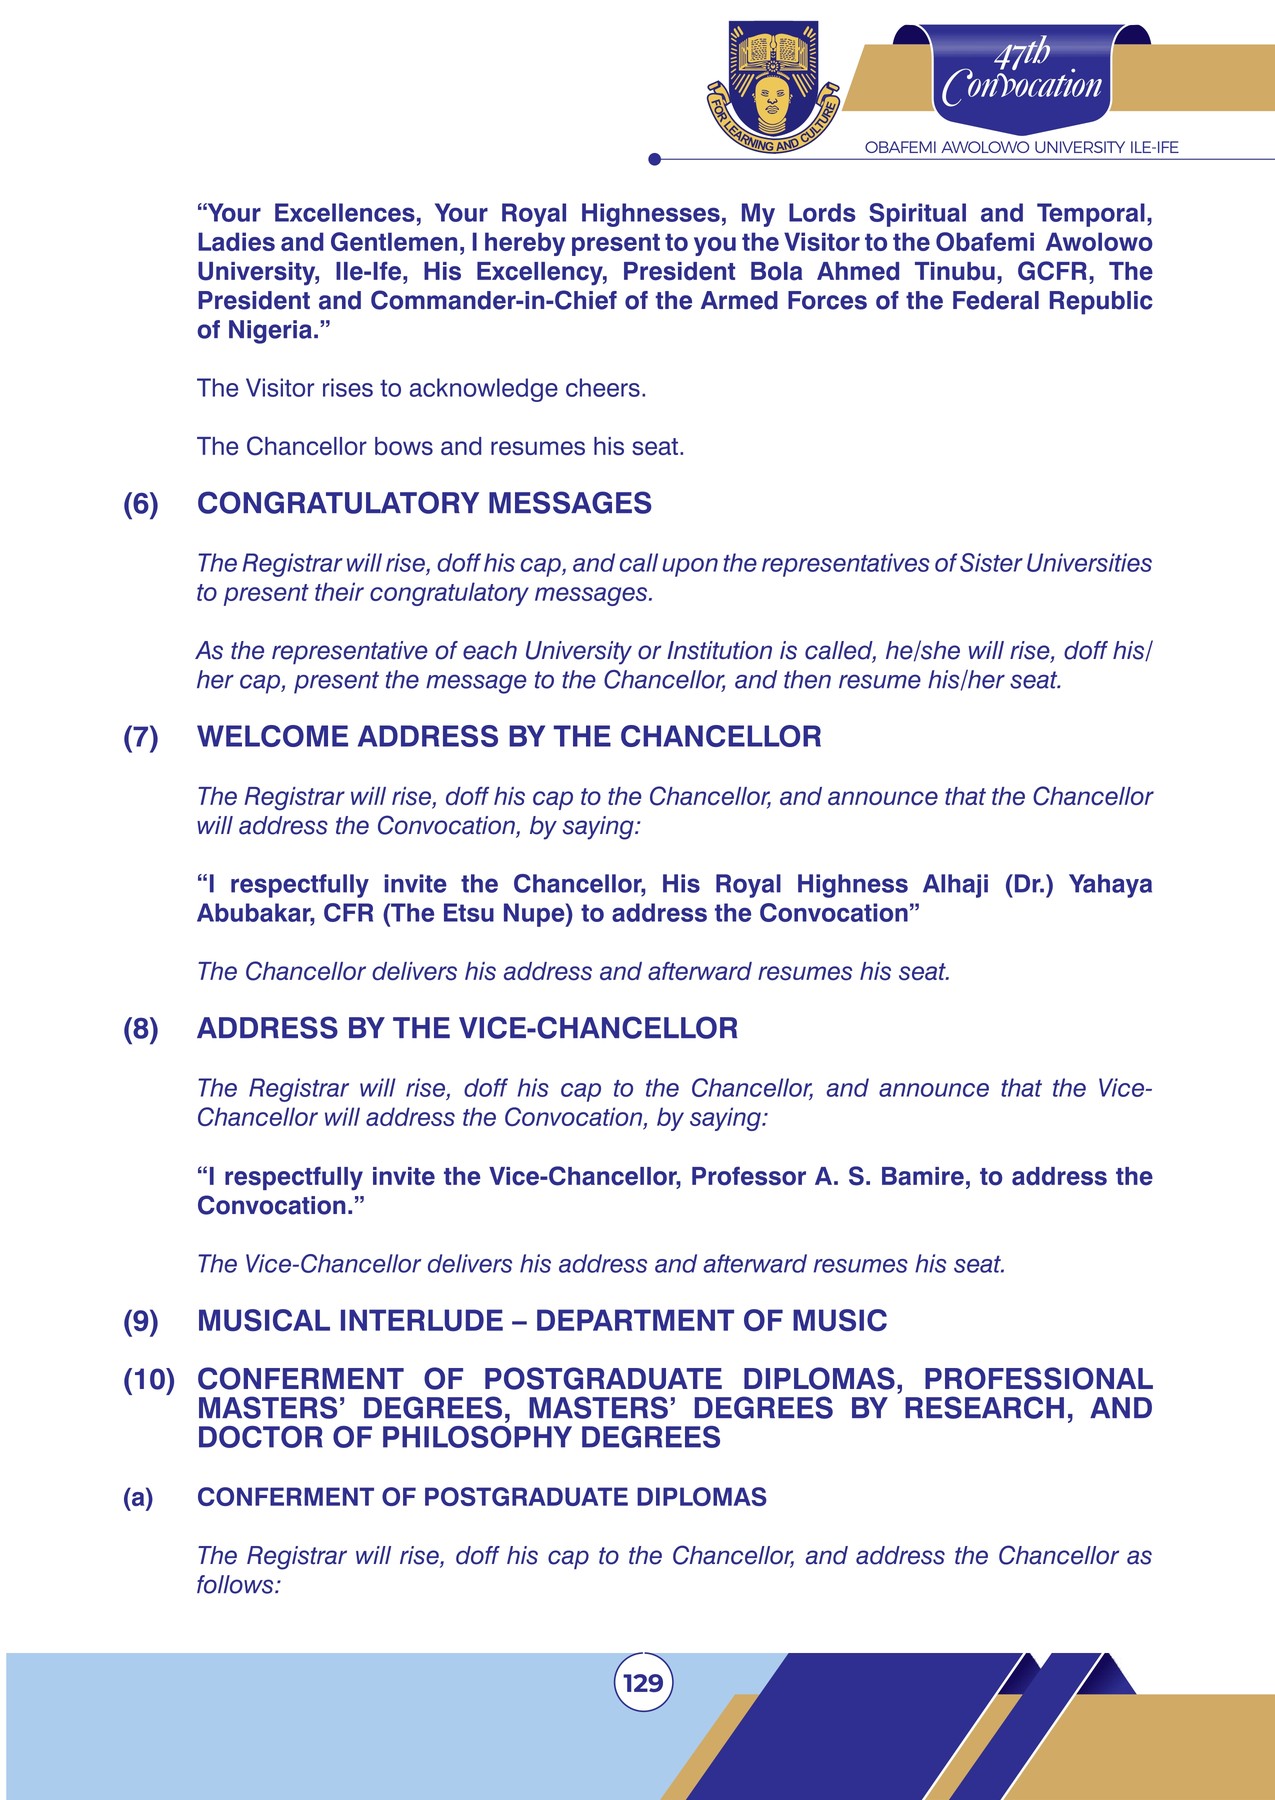 47th
Convocation
FOR LEARNING AND CULTURE
OBAFEMI AWOLOWO UNIVERSITY ILE-IFE
“Your Excellences, Your Royal Highnesses, My Lords Spiritual and Temporal,
Ladies and Gentlemen, I hereby present to you the Visitor to the Obafemi Awolowo
University, Ile-Ife, His Excellency, President Bola Ahmed Tinubu, GCFR, The
President and Commander-in-Chief of the Armed Forces of the Federal Republic
of Nigeria.”
The Visitor rises to acknowledge cheers.
The Chancellor bows and resumes his seat.
(6) CONGRATULATORY MESSAGES
The Registrar will rise, doff his cap, and call upon the representatives of Sister Universities
to present their congratulatory messages.
As the representative of each University or Institution is called, he/she will rise, doff his/
her cap, present the message to the Chancellor, and then resume his/her seat.
(7) WELCOME ADDRESS BY THE CHANCELLOR
The Registrar will rise, doff his cap to the Chancellor, and announce that the Chancellor
will address the Convocation, by saying:
“I respectfully invite the Chancellor, His Royal Highness Alhaji (Dr.) Yahaya
Abubakar, CFR (The Etsu Nupe) to address the Convocation”
The Chancellor delivers his address and afterward resumes his seat.
(8) ADDRESS BY THE VICE-CHANCELLOR
The Registrar will rise, doff his cap to the Chancellor, and announce that the Vice-
Chancellor will address the Convocation, by saying:
“I respectfully invite the Vice-Chancellor, Professor A. S. Bamire, to address the
Convocation.”
The Vice-Chancellor delivers his address and afterward resumes his seat.
(9) MUSICAL INTERLUDE – DEPARTMENT OF MUSIC
(10) CONFERMENT OF POSTGRADUATE DIPLOMAS, PROFESSIONAL
MASTERS’ DEGREES, MASTERS’ DEGREES BY RESEARCH, AND
DOCTOR OF PHILOSOPHY DEGREES
(a) CONFERMENT OF POSTGRADUATE DIPLOMAS
The Registrar will rise, doff his cap to the Chancellor, and address the Chancellor as
follows:
129